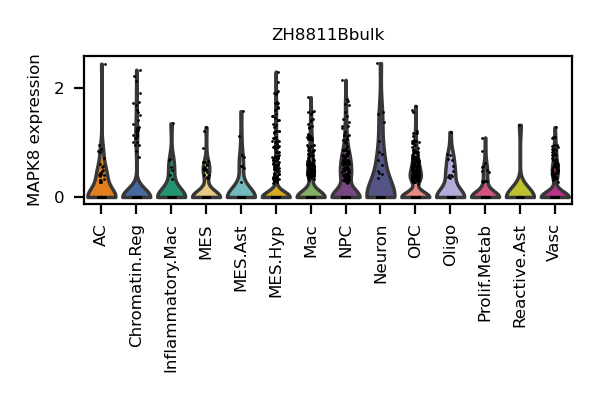 ZH8811Bbulk
MAPK8 expression
2
0
AC
Chromatin.Reg
Inflammatory.Mac
MES
MES.Ast
MES.Hyp
Mac
NPC
Neuron
OPC
Oligo
Prolif.Metab
Reactive.Ast
Vasc